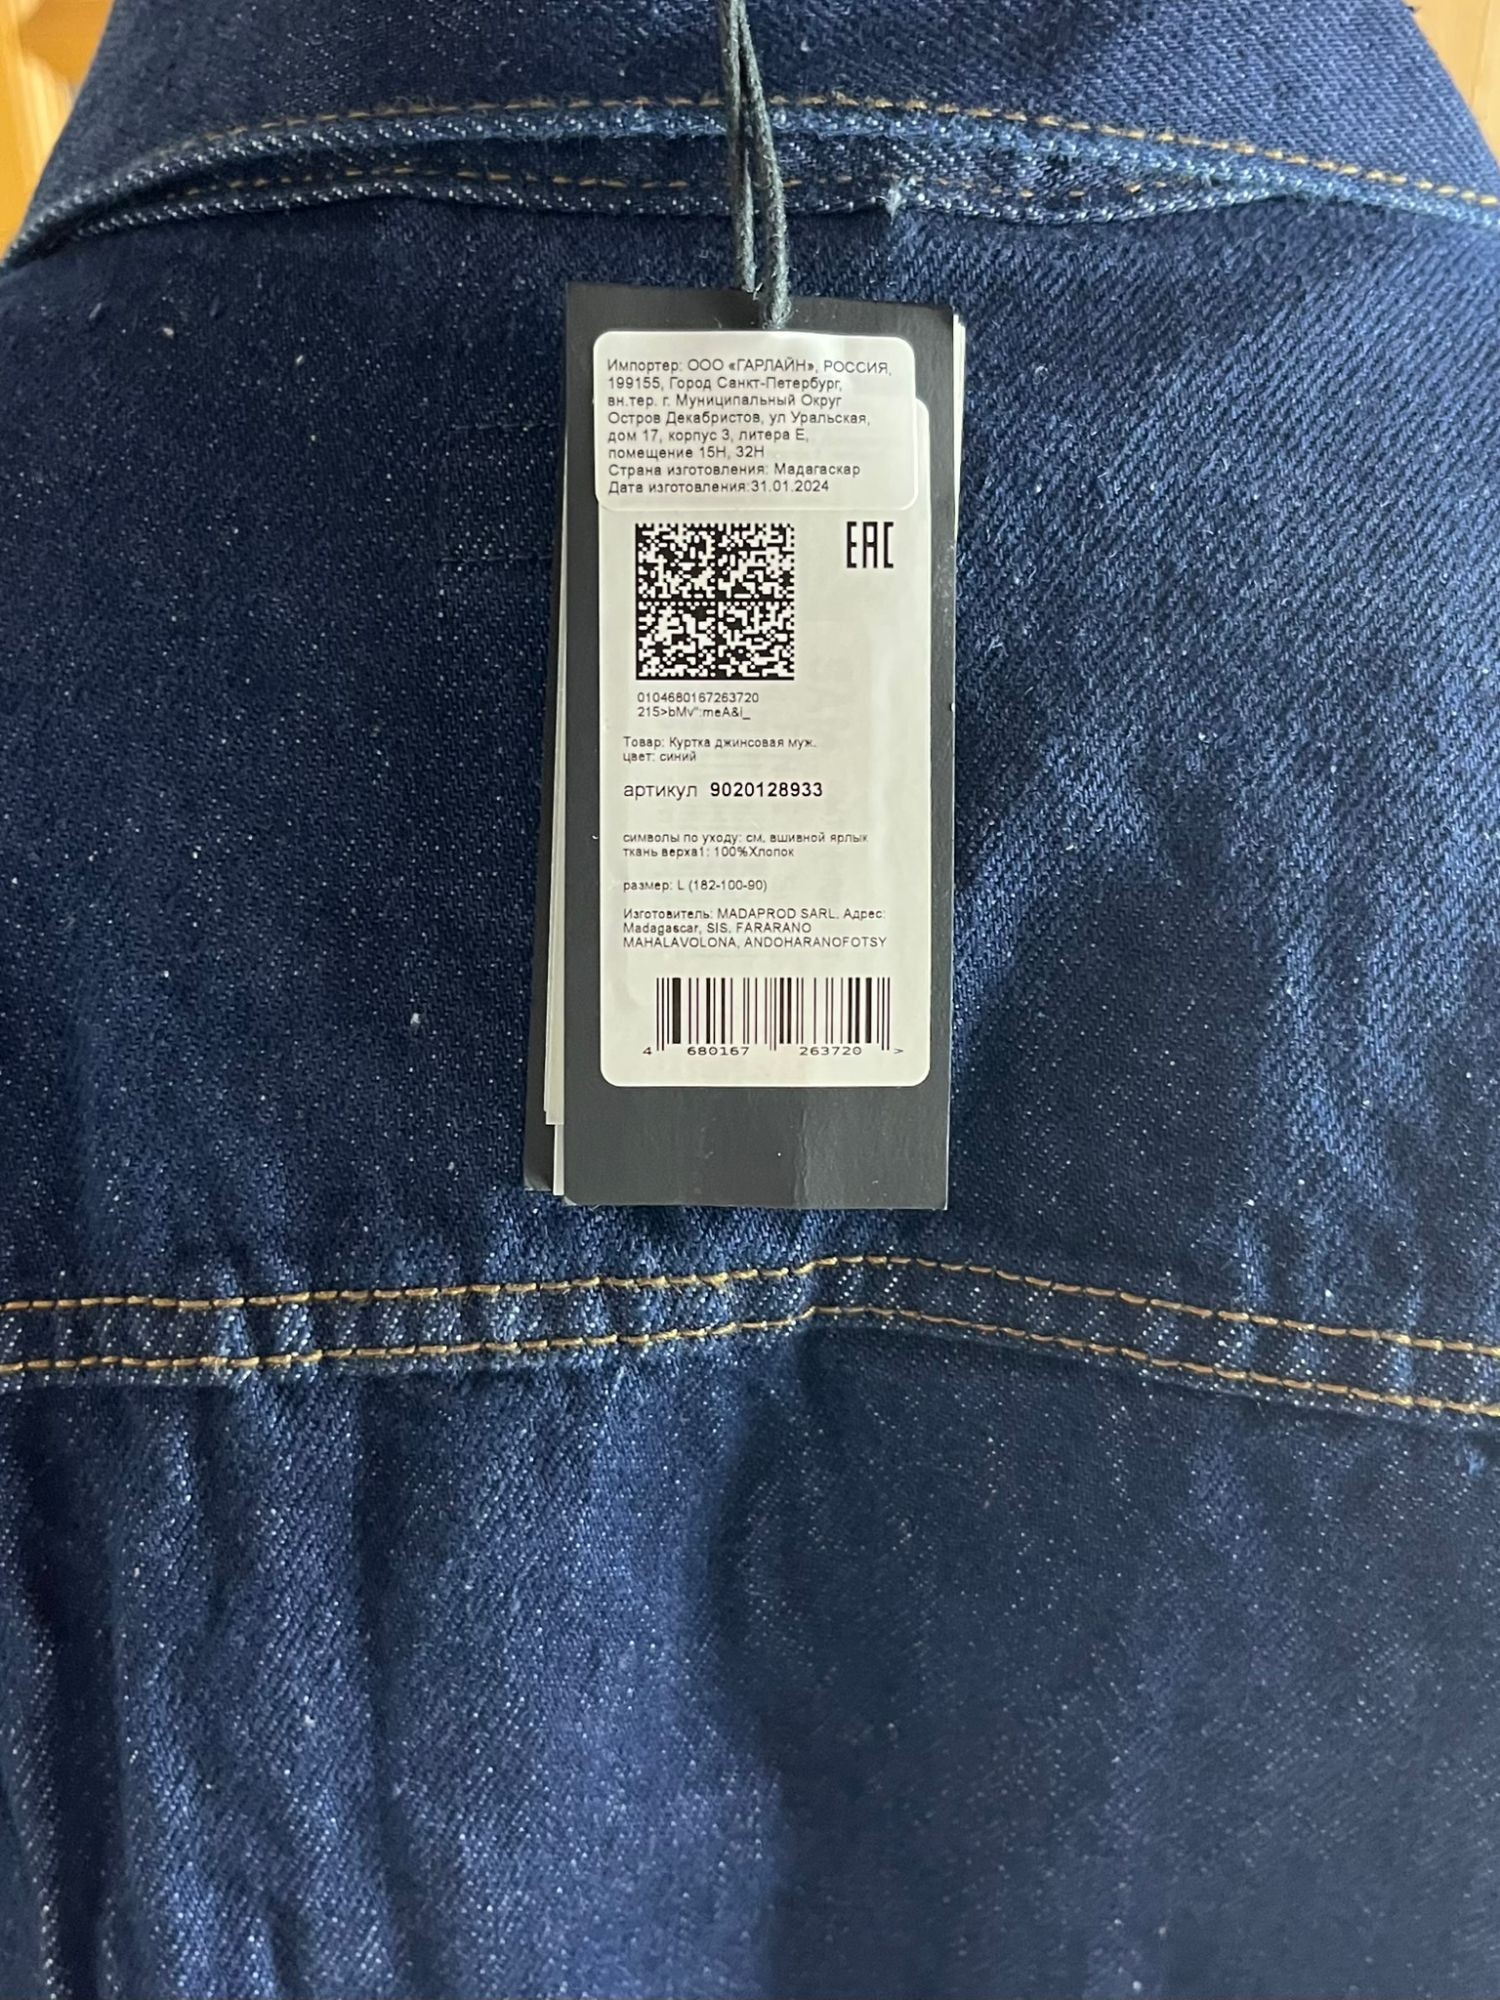 Импортер: ООО «ГАРЛАЙН», РОССИЯ,
199155, Город Санкт-Петербург,
вн.тер. г. Муниципальный Округ
Остров Декабристов, ул Уральская,
дом 17, корпус 3, литера Е,
помещение 15Н, 32Н
Страна изготовления: Мадагаскар
Дата изготовления:31.01.2024
EAC
0104680167263720
215>bMv":meA&l_
Товар: Куртка джинсовая муж.
цвет: синий
артикул 9020128933
символы по уходу: см. вшивной ярлык
ткань верха1: 100%Хлопок
размер: L (182-100-90)
Изготовитель: MADAPROD SARL. Адрес:
Madagascar, SIS. FARARANO
MAHALAVOLONA, ANDOHARANOFOTSY
4 680167 263720 >